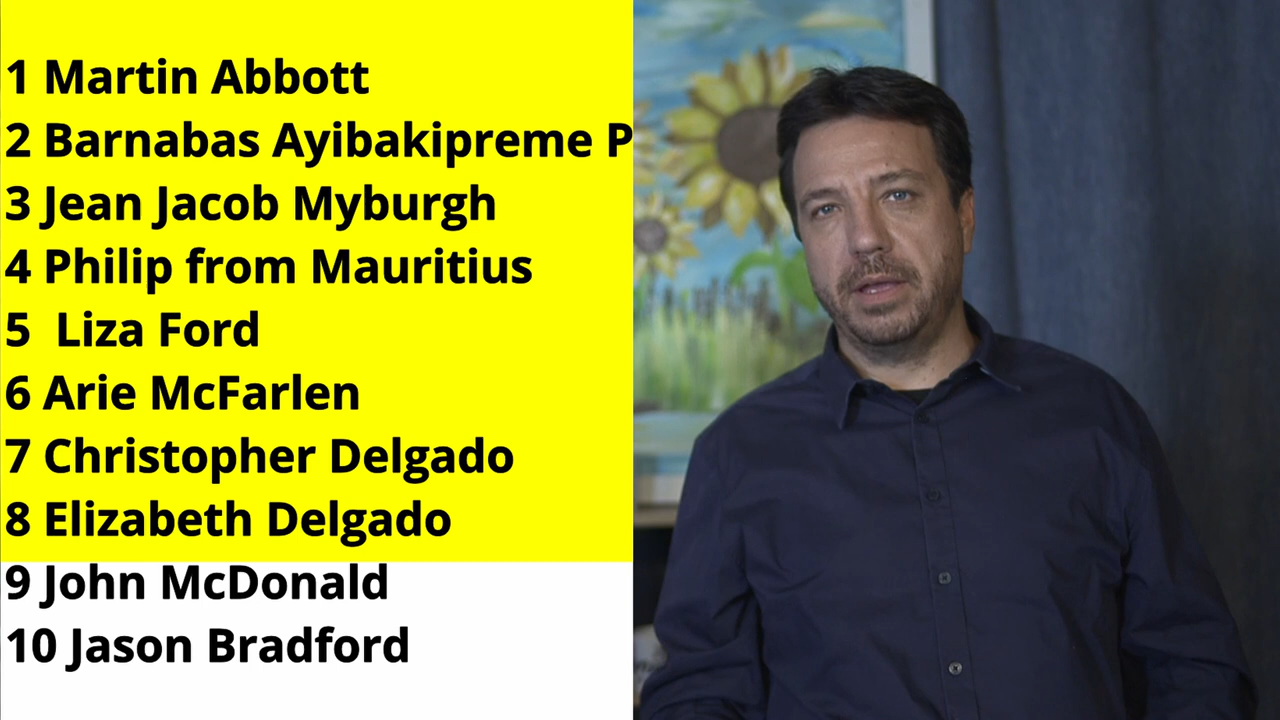 1 Martin Abbott
2 Barnabas Ayibakipreme P
3 Jean Jacob Myburgh
4 Philip from Mauritius
5  Liza Ford
6 Arie McFarlen
7 Christopher Delgado
8 Elizabeth Delgado
9 John McDonald
10 Jason Bradford